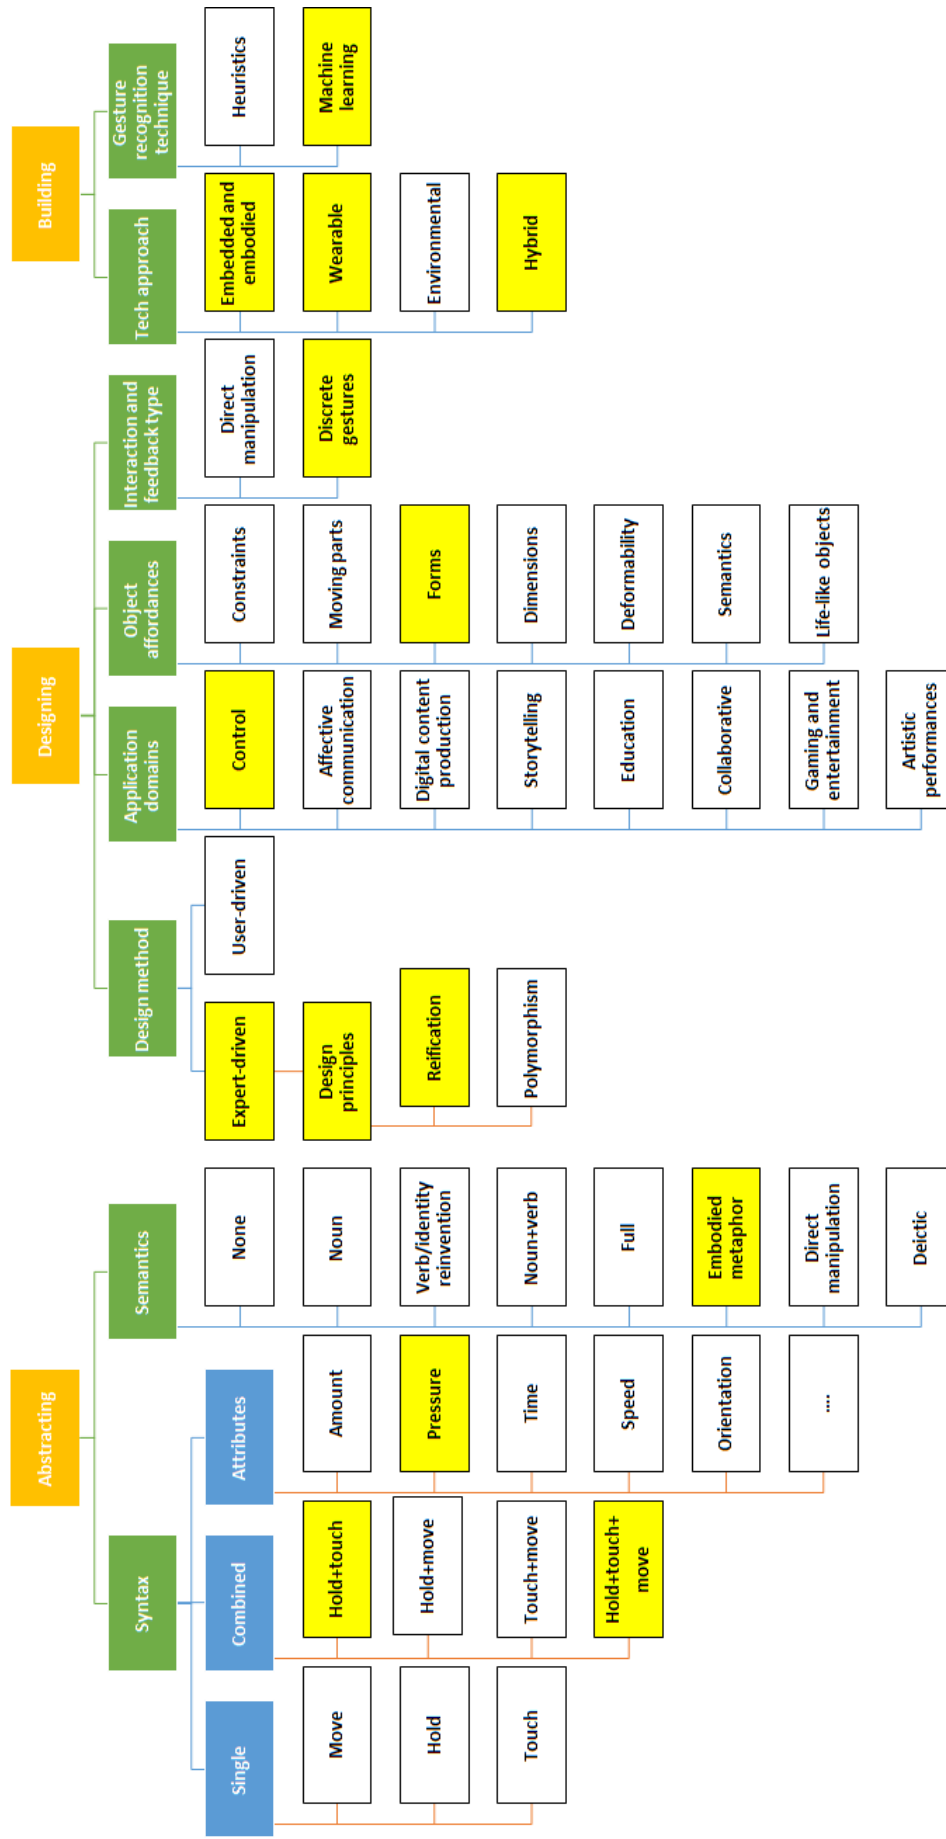 Abstracting
Syntax
Single
Move
Hold
Touch
Combined
Hold+touch
Hold+move
Touch+move
Hold+touch+
move
Attributes
Amount
Pressure
Time
Speed
Orientation
....
Semantics
None
Noun
Verb/identity
reinvention
Noun+verb
Full
Embodied
metaphor
Direct
manipulation
Deictic
Designing
Design method
Expert-driven
Design
principles
Reification
Polymorphism
User-driven
Application
domains
Control
Affective
communication
Digital content
production
Storytelling
Education
Collaborative
Gaming and
entertainment
Artistic
performances
Object
affordances
Constraints
Moving parts
Forms
Dimensions
Deformability
Semantics
Life-like objects
Interaction and
feedback type
Direct
manipulation
Discrete
gestures
Building
Tech approach
Embedded and
embodied
Wearable
Environmental
Hybrid
Gesture
recognition
technique
Heuristics
Machine
learning